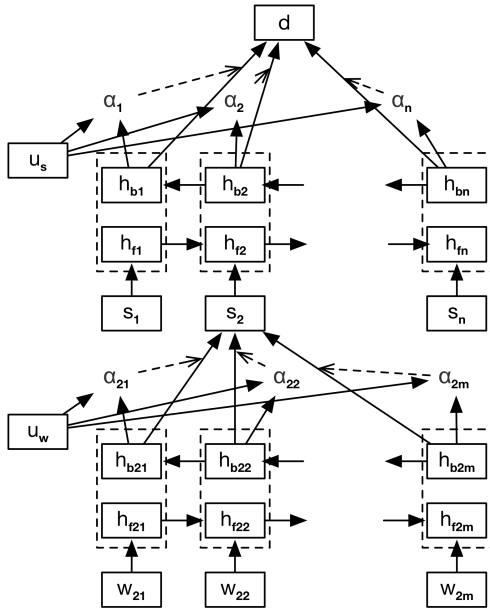 d
α1 α2 αn
us
hb1 hb2 hbn
hf1 hf2 hfn
s1 s2 sn
α21 α22 α2m
uw
hb21 hb22 hb2m
hf21 hf22 hf2m
w21 w22 w2m